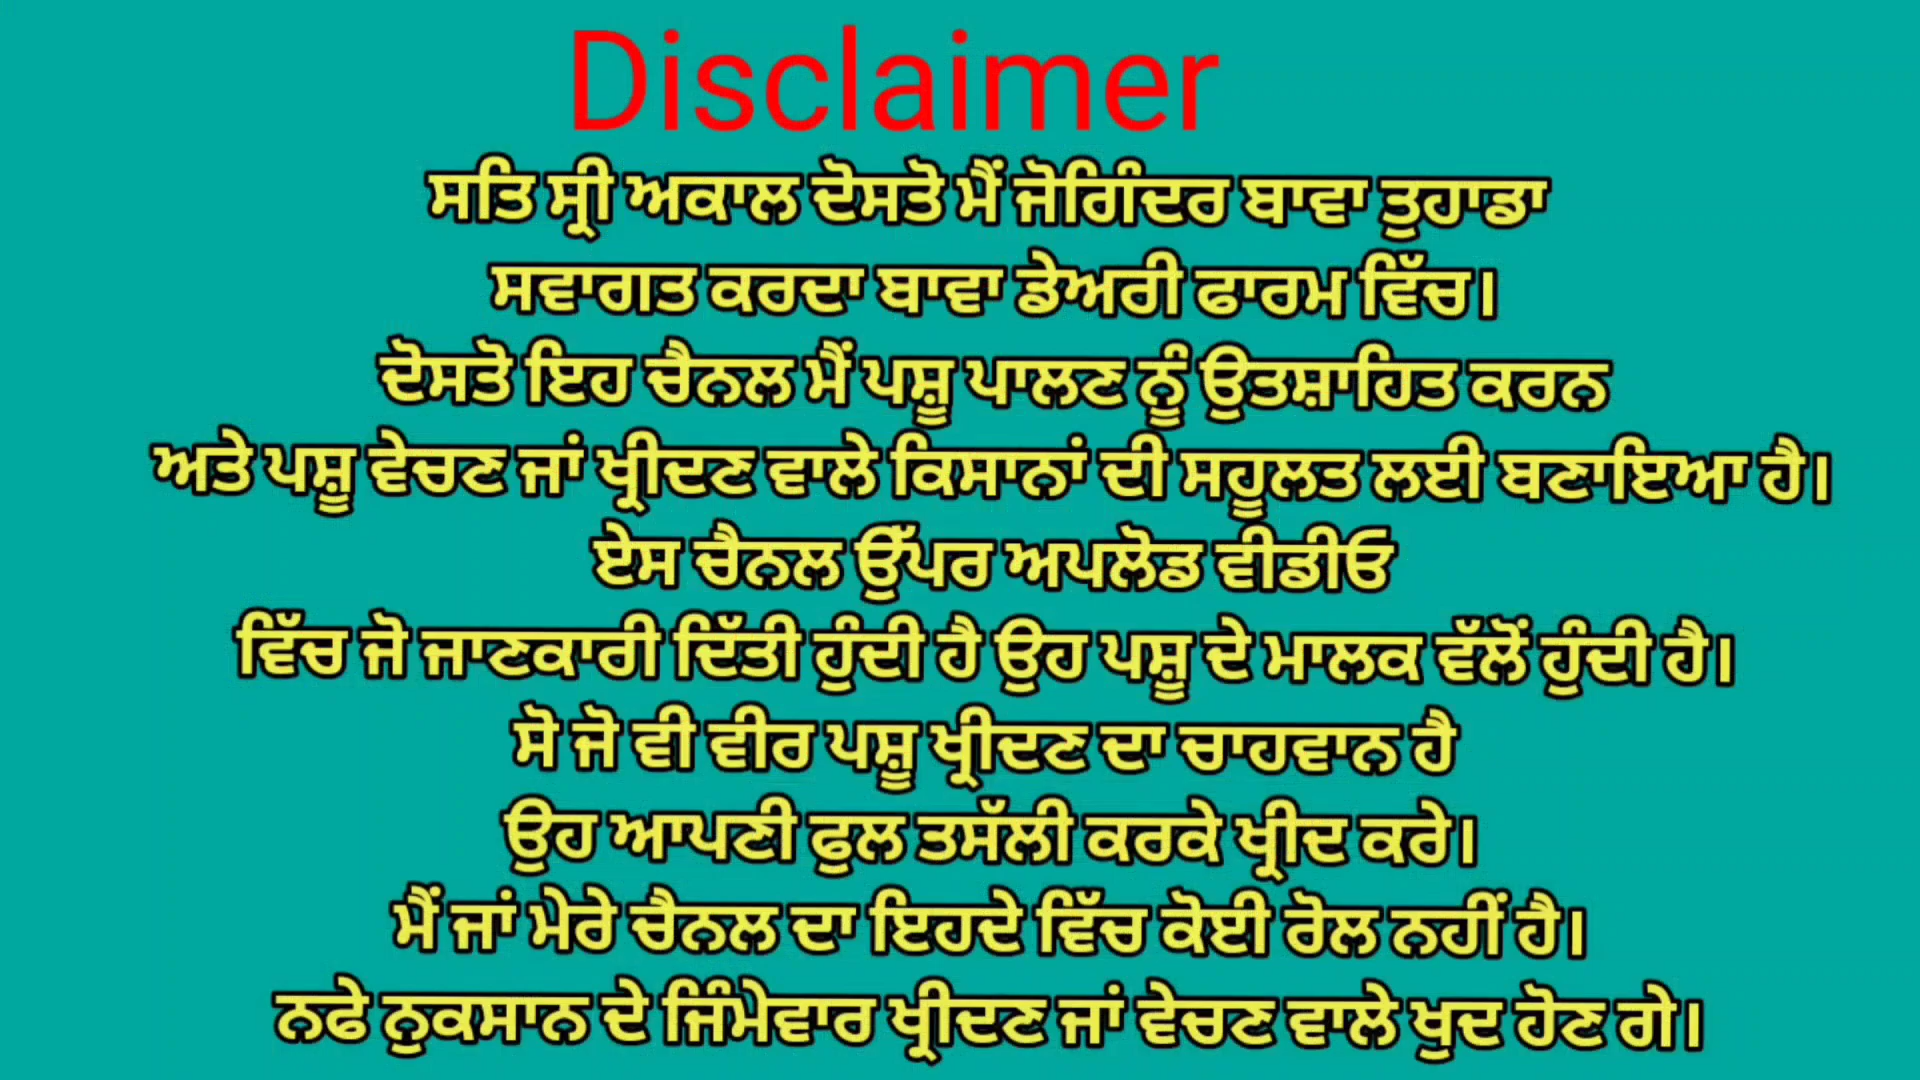 Disclaimer
ਸਤਿ ਸ੍ਰੀ ਅਕਾਲ ਦੋਸਤੋ ਮੈਂ ਜੋਗਿੰਦਰ ਬਾਵਾ ਤੁਹਾਡਾ
ਸਵਾਗਤ ਕਰਦਾ ਬਾਵਾ ਡੇਅਰੀ ਫਾਰਮ ਵਿੱਚ।
ਦੋਸਤੋ ਇਹ ਚੈਨਲ ਮੈਂ ਪਸ਼ੂ ਪਾਲਣ ਨੂੰ ਉਤਸ਼ਾਹਿਤ ਕਰਨ
ਅਤੇ ਪਸ਼ੂ ਵੇਚਣ ਜਾਂ ਖ੍ਰੀਦਣ ਵਾਲੇ ਕਿਸਾਨਾਂ ਦੀ ਸਹੂਲਤ ਲਈ ਬਣਾਇਆ ਹੈ।
ਏਸ ਚੈਨਲ ਉੱਪਰ ਅਪਲੋਡ ਵੀਡੀਓ
ਵਿੱਚ ਜੋ ਜਾਣਕਾਰੀ ਦਿੱਤੀ ਹੁੰਦੀ ਹੈ ਉਹ ਪਸ਼ੂ ਦੇ ਮਾਲਕ ਵੱਲੋਂ ਹੁੰਦੀ ਹੈ।
ਸੋ ਜੋ ਵੀ ਵੀਰ ਪਸ਼ੂ ਖ੍ਰੀਦਣ ਦਾ ਚਾਹਵਾਨ ਹੈ
ਉਹ ਆਪਣੀ ਫੁਲ ਤਸੱਲੀ ਕਰਕੇ ਖ੍ਰੀਦ ਕਰੇ।
ਮੈਂ ਜਾਂ ਮੇਰੇ ਚੈਨਲ ਦਾ ਇਹਦੇ ਵਿੱਚ ਕੋਈ ਰੋਲ ਨਹੀਂ ਹੈ।
ਨਫੇ ਨੁਕਸਾਨ ਦੇ ਜਿੰਮੇਵਾਰ ਖ੍ਰੀਦਣ ਜਾਂ ਵੇਚਣ ਵਾਲੇ ਖੁਦ ਹੋਣ ਗੇ।